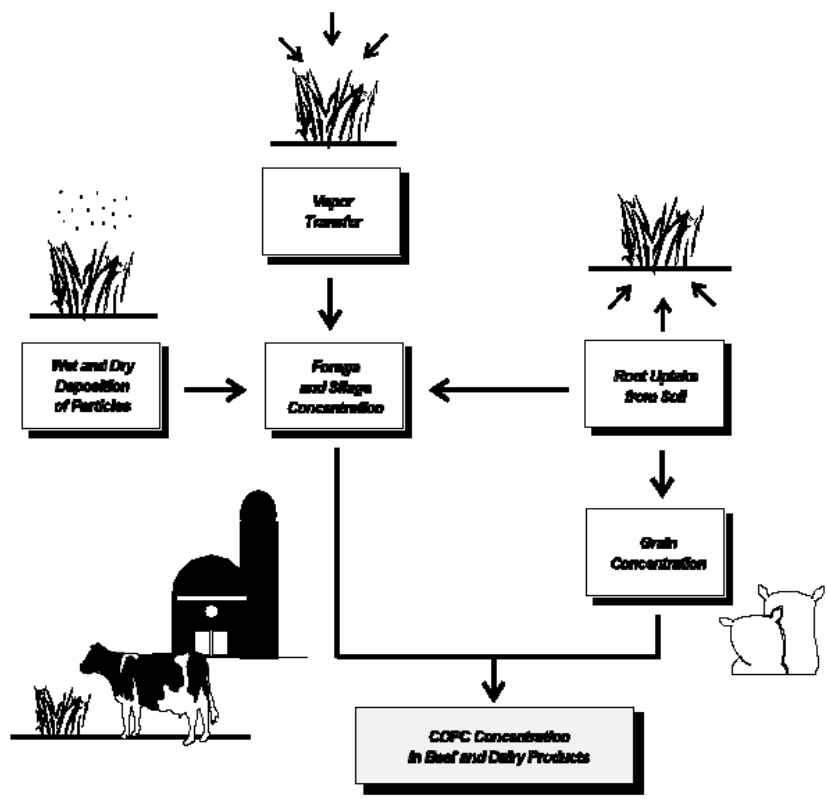 Vapor
Transfer
Wet and Dry
Deposition
of Particles
Forage
and Silage
Concentration
Root Uptake
from Soil
Grain
Concentration
COPC Concentration
in Beef and Dairy Products